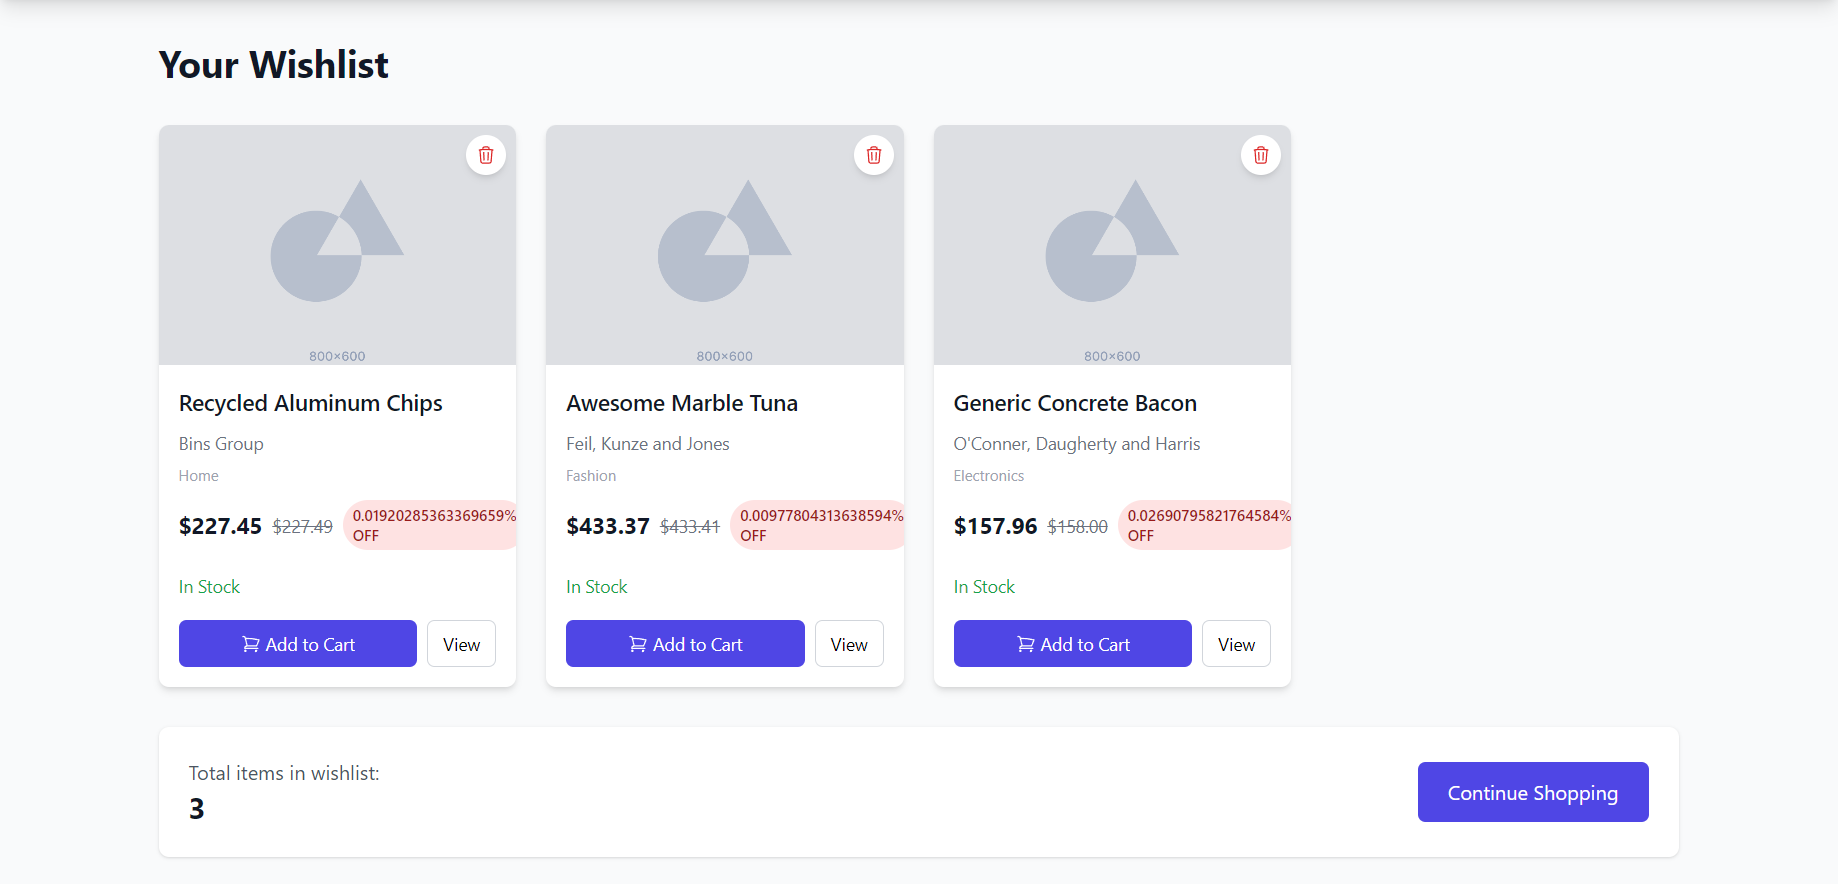 Your Wishlist
800×600
800×600
800×600
Recycled Aluminum Chips
Bins Group
Home
$227.45 $227.49 0.01920285363369659%
OFF
In Stock
Add to Cart View
Awesome Marble Tuna
Feil, Kunze and Jones
Fashion
$433.37 $433.41 0.00977804313638594%
OFF
In Stock
Add to Cart View
Generic Concrete Bacon
O'Conner, Daugherty and Harris
Electronics
$157.96 $158.00 0.02690795821764584%
OFF
In Stock
Add to Cart View
Total items in wishlist:
3
Continue Shopping